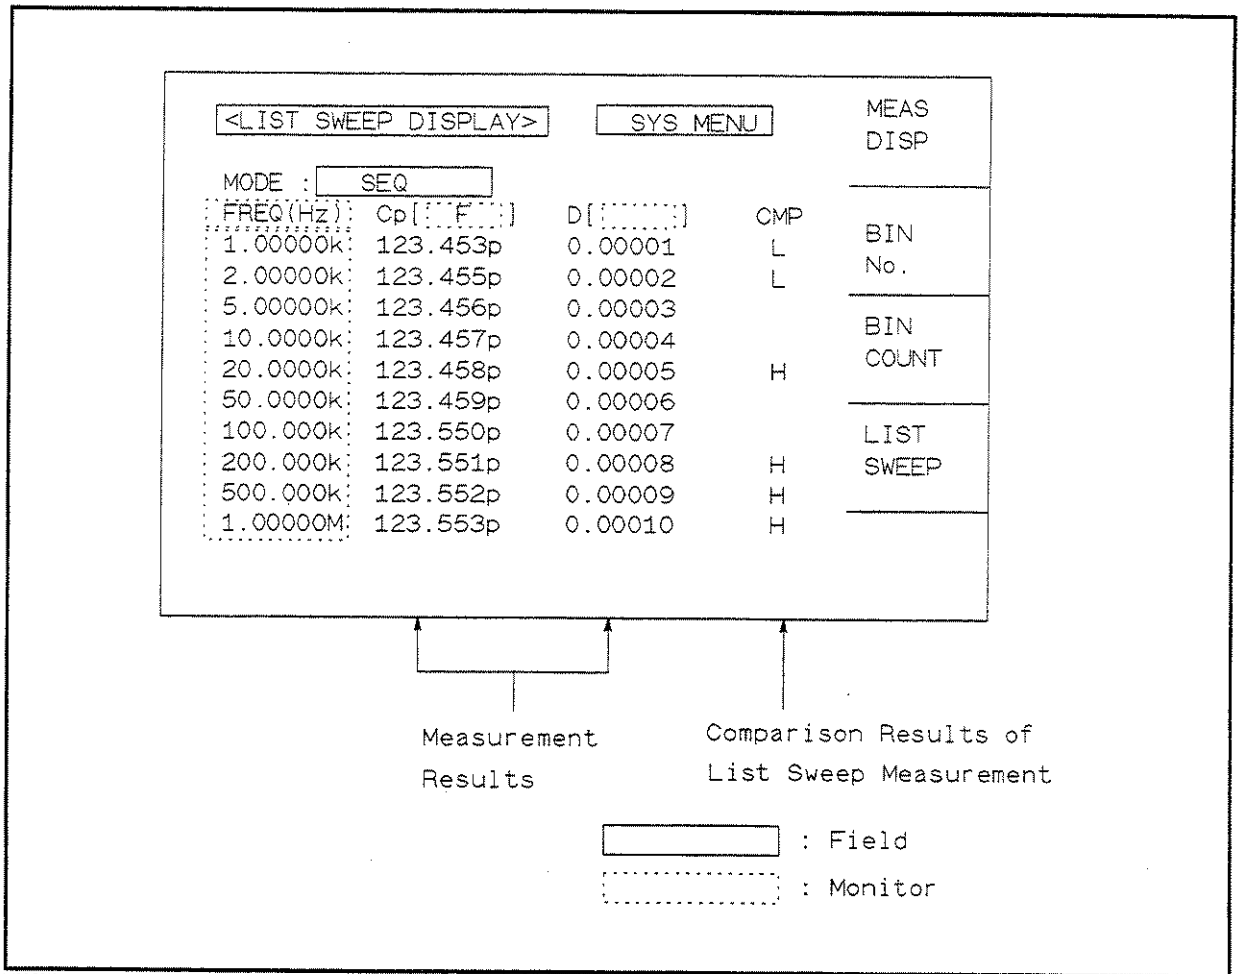 <LIST SWEEP DISPLAY> SYS MENU
MODE : SEQ
FREQ(Hz) Cp[ F ] D[ ] CMP
1.00000k 123.453p 0.00001 L
2.00000k 123.455p 0.00002 L
5.00000k 123.456p 0.00003
10.0000k 123.457p 0.00004
20.0000k 123.458p 0.00005 H
50.0000k 123.459p 0.00006
100.000k 123.550p 0.00007
200.000k 123.551p 0.00008 H
500.000k 123.552p 0.00009 H
1.00000M 123.553p 0.00010 H
MEAS
DISP
BIN
No.
BIN
COUNT
LIST
SWEEP
Measurement
Results
Comparison Results of
List Sweep Measurement
: Field
: Monitor